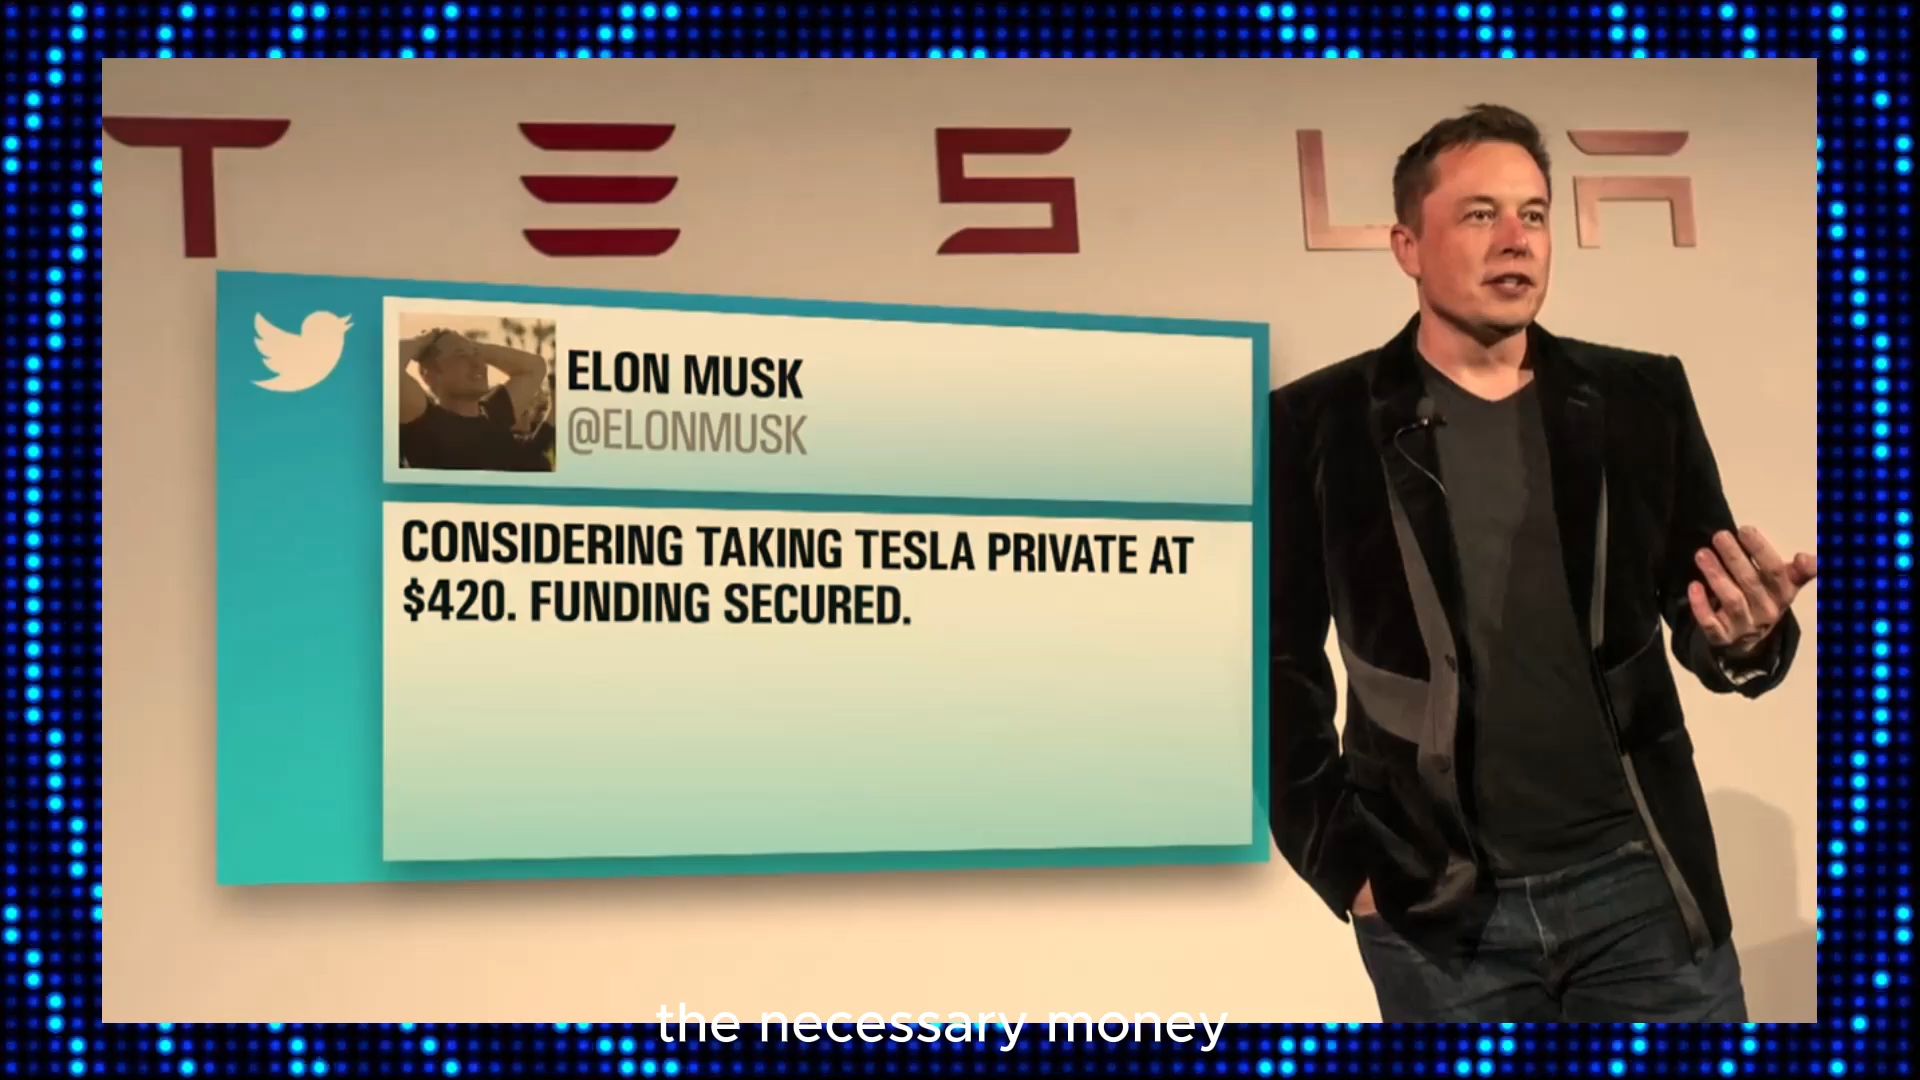 TESLA
ELON MUSK
@ELONMUSK
CONSIDERING TAKING TESLA PRIVATE AT
$420. FUNDING SECURED.
the necessary money